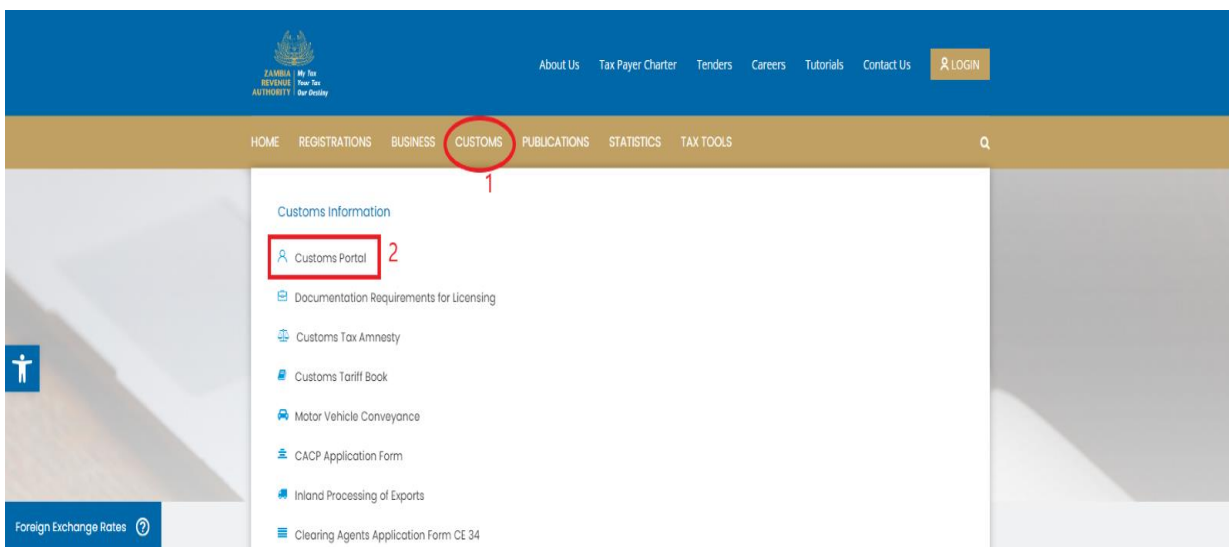 ZAMBIA
REVENUE
AUTHORITY
My Tax
Your Tax
Our Destiny
About Us Tax Payer Charter Tenders Careers Tutorials Contact Us LOGIN
HOME REGISTRATIONS BUSINESS CUSTOMS PUBLICATIONS STATISTICS TAX TOOLS
1
Customs Information
Customs Portal 2
Documentation Requirements for Licensing
Customs Tax Amnesty
Customs Tariff Book
Motor Vehicle Conveyance
CACP Application Form
Inland Processing of Exports
Clearing Agents Application Form CE 34
Foreign Exchange Rates ?